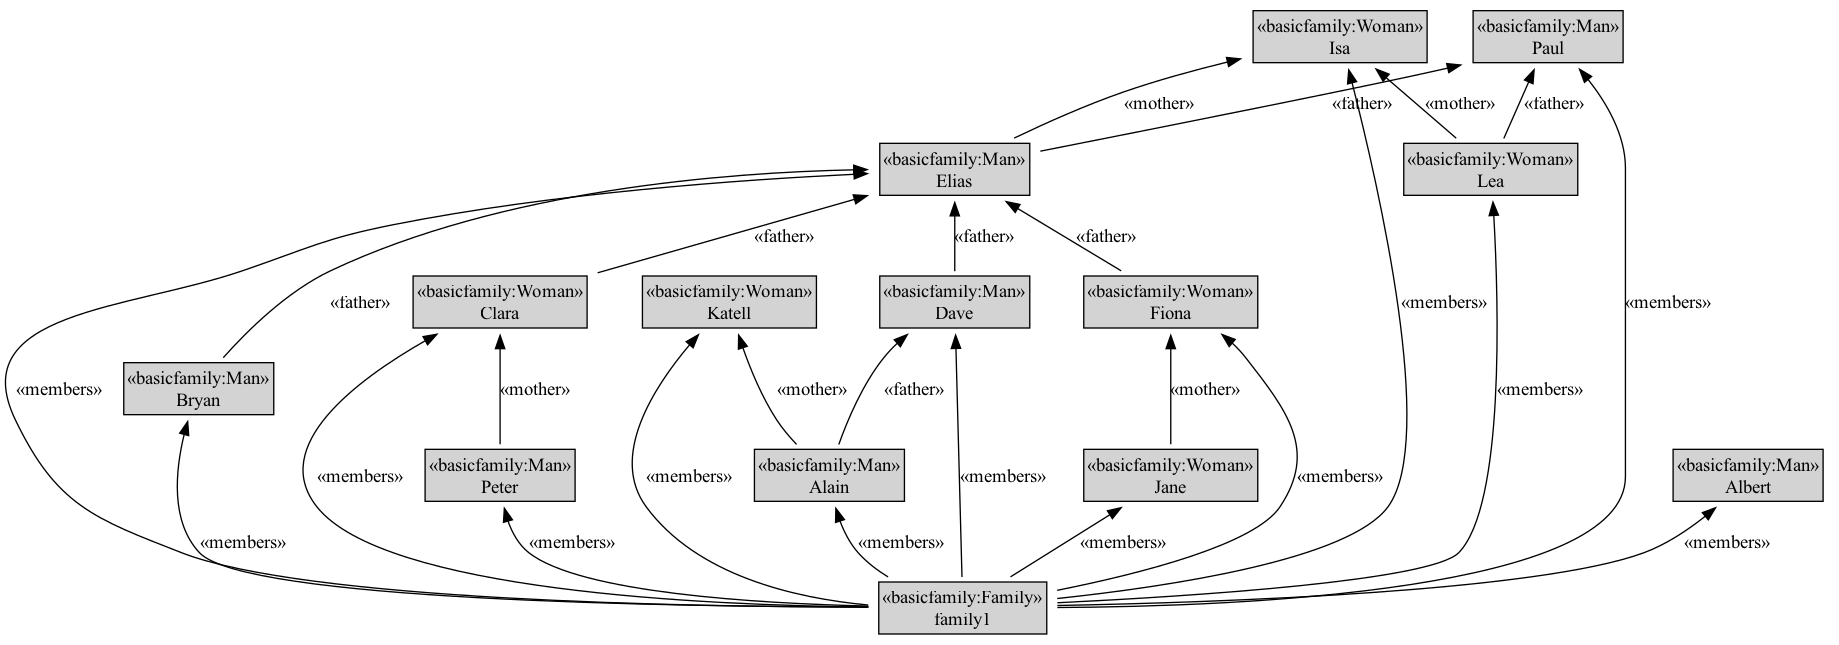 «basicfamily:Woman»
Isa
«basicfamily:Man»
Paul
«mother»
«father»
«mother»
«father»
«basicfamily:Man»
Elias
«basicfamily:Woman»
Lea
«father»
«father»
«father»
«basicfamily:Woman»
Clara
«basicfamily:Woman»
Katell
«basicfamily:Man»
Dave
«basicfamily:Woman»
Fiona
«father»
«members»
«members»
«basicfamily:Man»
Bryan
«members»
«mother»
«mother»
«father»
«mother»
«members»
«basicfamily:Man»
Peter
«basicfamily:Man»
Alain
«basicfamily:Woman»
Jane
«basicfamily:Man»
Albert
«members»
«members»
«members»
«members»
«members»
«members»
«members»
«members»
«members»
«basicfamily:Family»
family1